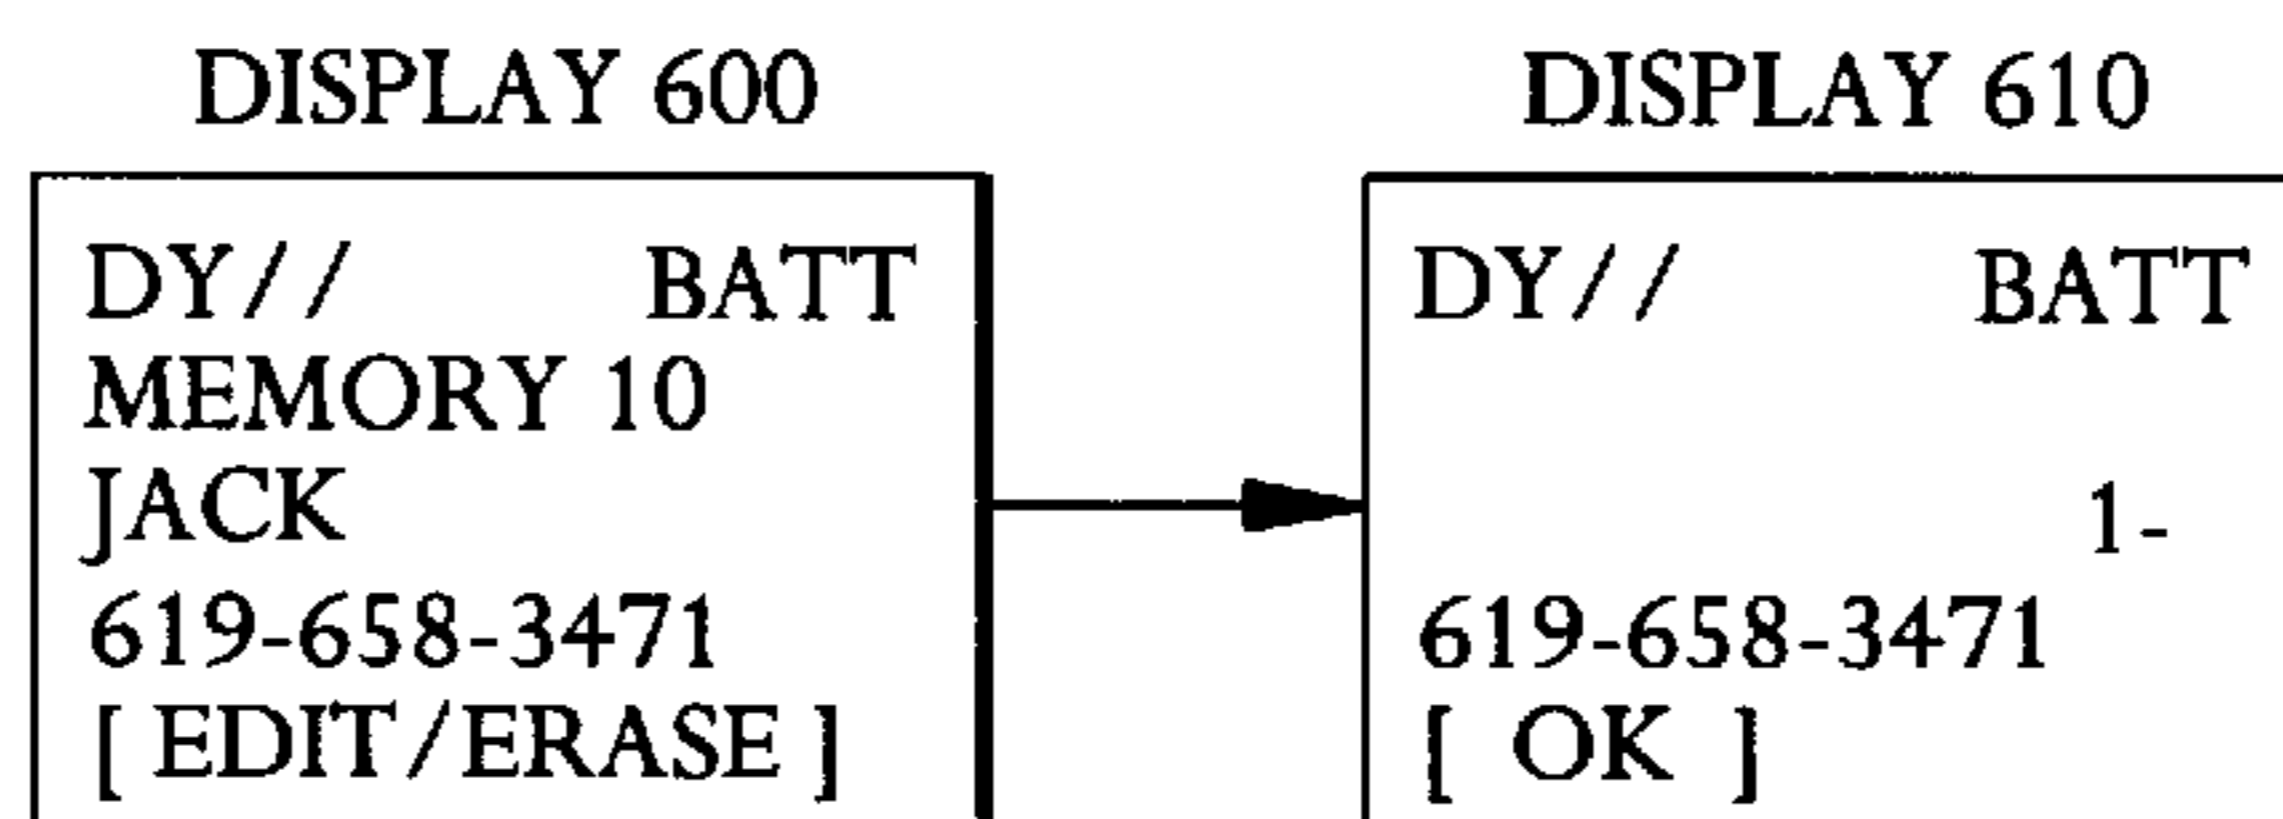 DISPLAY 600
DY// BATT
MEMORY 10
JACK
619-658-3471
[ EDIT/ERASE ]
DISPLAY 610
DY// BATT
1-
619-658-3471
[ OK ]